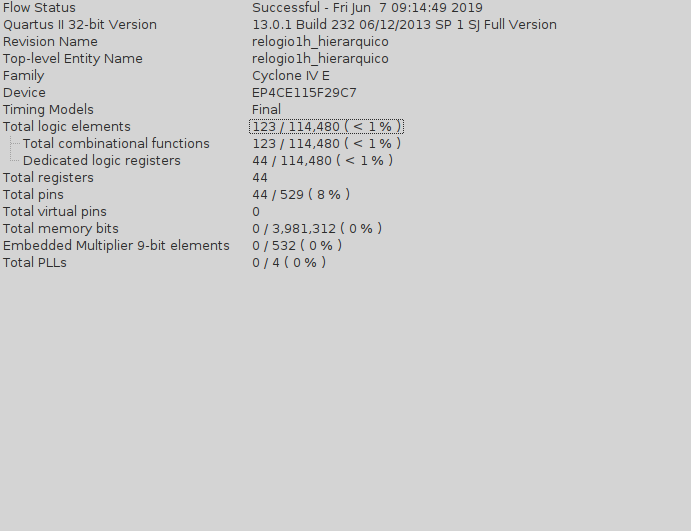 Flow Status Successful - Fri Jun 7 09:14:49 2019
Quartus II 32-bit Version 13.0.1 Build 232 06/12/2013 SP 1 SJ Full Version
Revision Name relogio1h_hierarquico
Top-level Entity Name relogio1h_hierarquico
Family Cyclone IV E
Device EP4CE115F29C7
Timing Models Final
Total logic elements 123 / 114,480 ( < 1 % )
Total combinational functions 123 / 114,480 ( < 1 % )
Dedicated logic registers 44 / 114,480 ( < 1 % )
Total registers 44
Total pins 44 / 529 ( 8 % )
Total virtual pins 0
Total memory bits 0 / 3,981,312 ( 0 % )
Embedded Multiplier 9-bit elements 0 / 532 ( 0 % )
Total PLLs 0 / 4 ( 0 % )